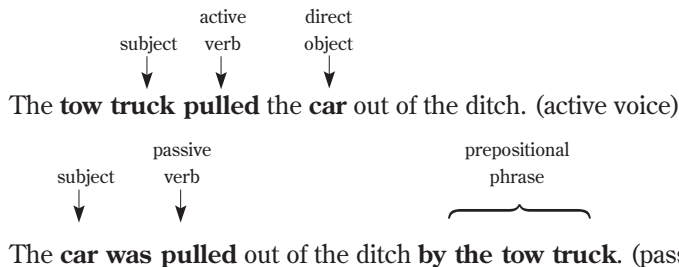 active direct
subject verb object
The tow truck pulled the car out of the ditch. (active voice)
passive prepositional
subject verb phrase
The car was pulled out of the ditch by the tow truck.